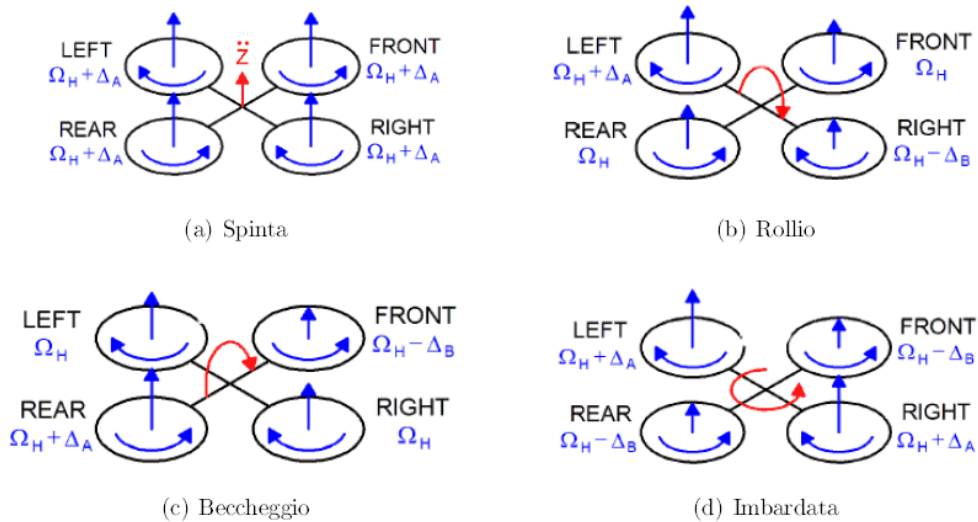 LEFT
Ω_H+Δ_A
Z̈
FRONT
Ω_H+Δ_A
REAR
Ω_H+Δ_A
RIGHT
Ω_H+Δ_A
(a) Spinta
LEFT
Ω_H+Δ_A
FRONT
Ω_H
REAR
Ω_H
RIGHT
Ω_H−Δ_B
(b) Rollio
LEFT
Ω_H
FRONT
Ω_H−Δ_B
REAR
Ω_H+Δ_A
RIGHT
Ω_H
(c) Beccheggio
LEFT
Ω_H+Δ_A
FRONT
Ω_H−Δ_B
REAR
Ω_H−Δ_B
RIGHT
Ω_H+Δ_A
(d) Imbardata